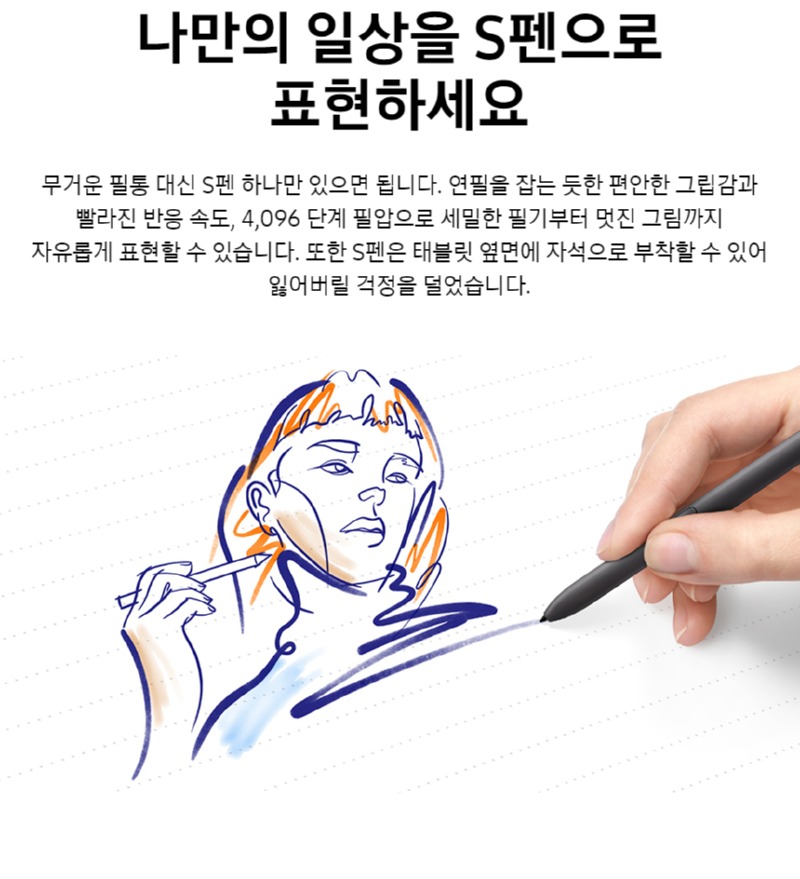 나만의 일상을 S펜으로
표현하세요
무거운 필통 대신 S펜 하나만 있으면 됩니다. 연필을 잡는 듯한 편안한 그립감과
빨라진 반응 속도, 4,096 단계 필압으로 세밀한 필기부터 멋진 그림까지
자유롭게 표현할 수 있습니다. 또한 S펜은 태블릿 옆면에 자석으로 부착할 수 있어
잃어버릴 걱정을 덜었습니다.